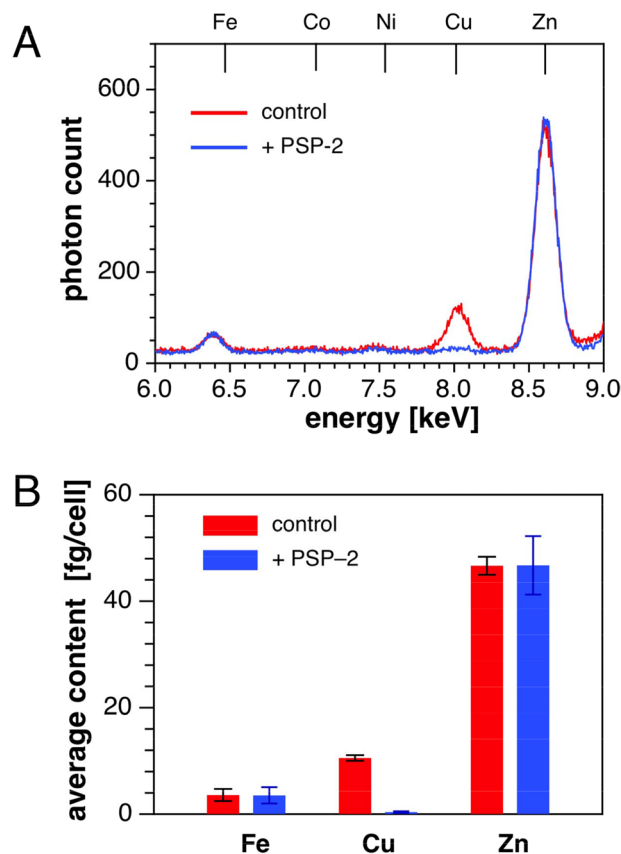 A
Fe Co Ni Cu Zn
600
control
+ PSP-2
400
200
0
photon count
6.0 6.5 7.0 7.5 8.0 8.5 9.0
energy [keV]
B
60
control
+ PSP–2
40
20
0
average content [fg/cell]
Fe Cu Zn